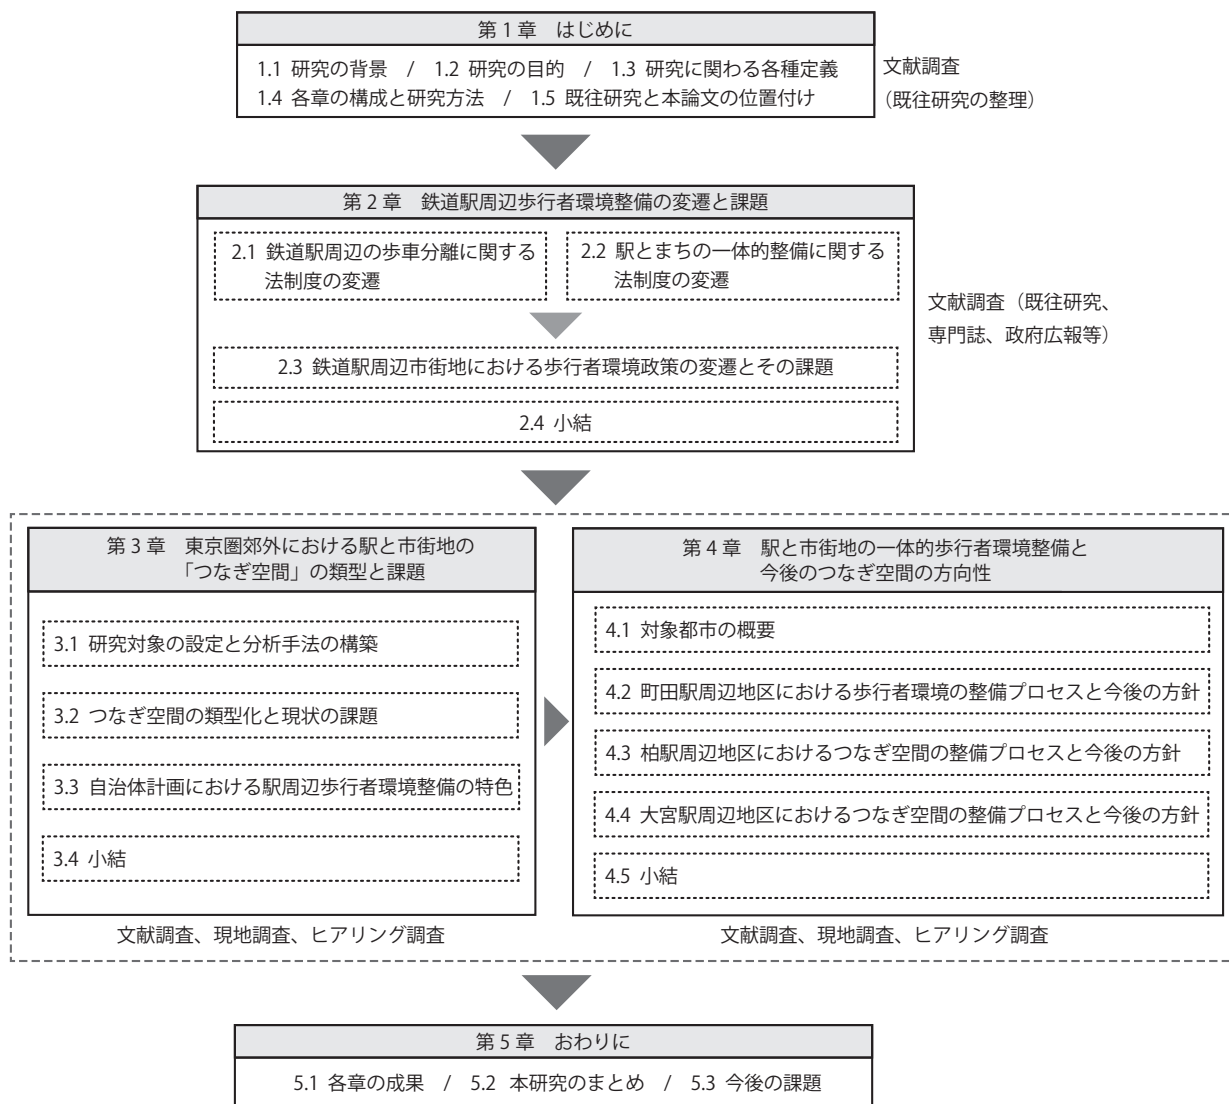 第1章　はじめに
1.1 研究の背景　/　1.2 研究の目的　/　1.3 研究に関わる各種定義
1.4 各章の構成と研究方法　/　1.5 既往研究と本論文の位置付け
文献調査
（既往研究の整理）
第2章　鉄道駅周辺歩行者環境整備の変遷と課題
2.1 鉄道駅周辺の歩車分離に関する
法制度の変遷
2.2 駅とまちの一体的整備に関する
法制度の変遷
2.3 鉄道駅周辺市街地における歩行者環境政策の変遷とその課題
2.4 小結
文献調査（既往研究、
専門誌、政府広報等）
第3章　東京圏郊外における駅と市街地の
「つなぎ空間」の類型と課題
3.1 研究対象の設定と分析手法の構築
3.2 つなぎ空間の類型化と現状の課題
3.3 自治体計画における駅周辺歩行者環境整備の特色
3.4 小結
文献調査、現地調査、ヒアリング調査
第4章　駅と市街地の一体的歩行者環境整備と
今後のつなぎ空間の方向性
4.1 対象都市の概要
4.2 町田駅周辺地区における歩行者環境の整備プロセスと今後の方針
4.3 柏駅周辺地区におけるつなぎ空間の整備プロセスと今後の方針
4.4 大宮駅周辺地区におけるつなぎ空間の整備プロセスと今後の方針
4.5 小結
文献調査、現地調査、ヒアリング調査
第5章　おわりに
5.1 各章の成果　/　5.2 本研究のまとめ　/　5.3 今後の課題